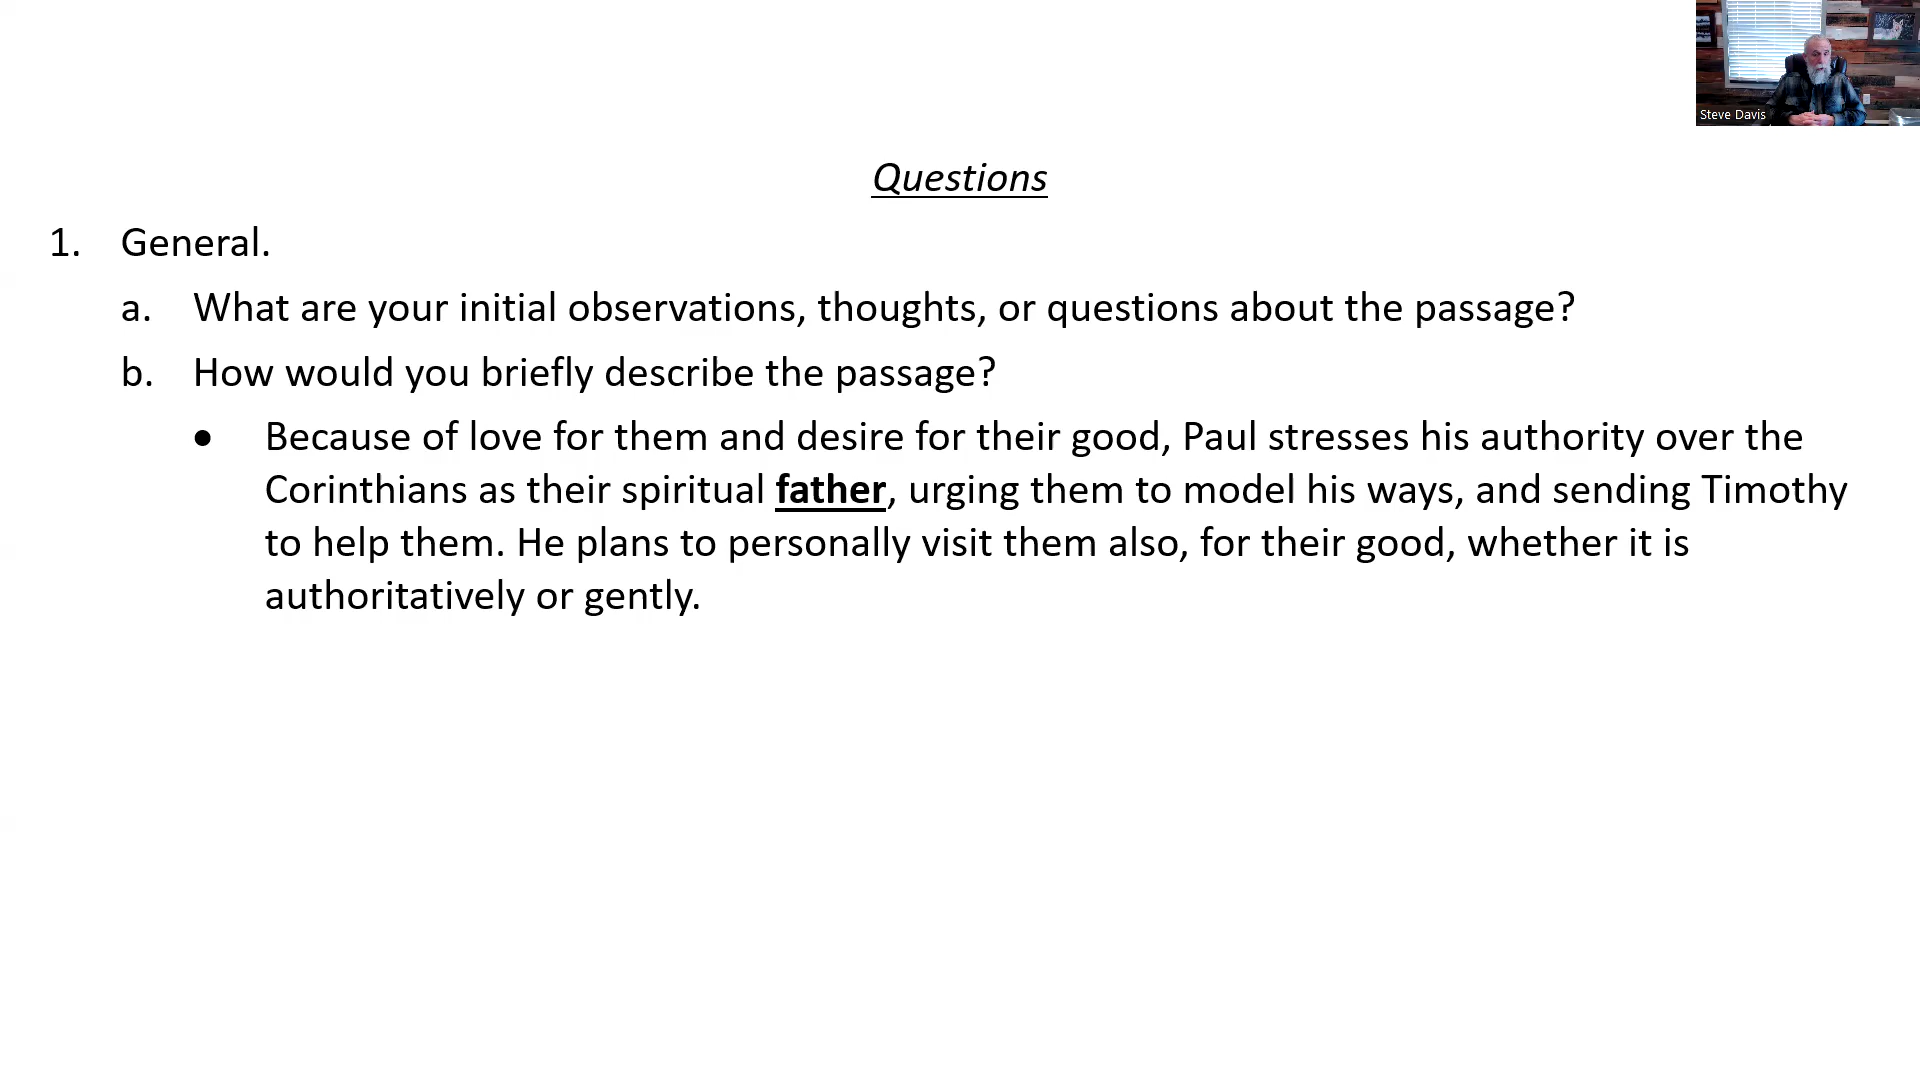 Steve Davis
Questions
1. General.
a. What are your initial observations, thoughts, or questions about the passage?
b. How would you briefly describe the passage?
• Because of love for them and desire for their good, Paul stresses his authority over the
Corinthians as their spiritual father, urging them to model his ways, and sending Timothy
to help them. He plans to personally visit them also, for their good, whether it is
authoritatively or gently.